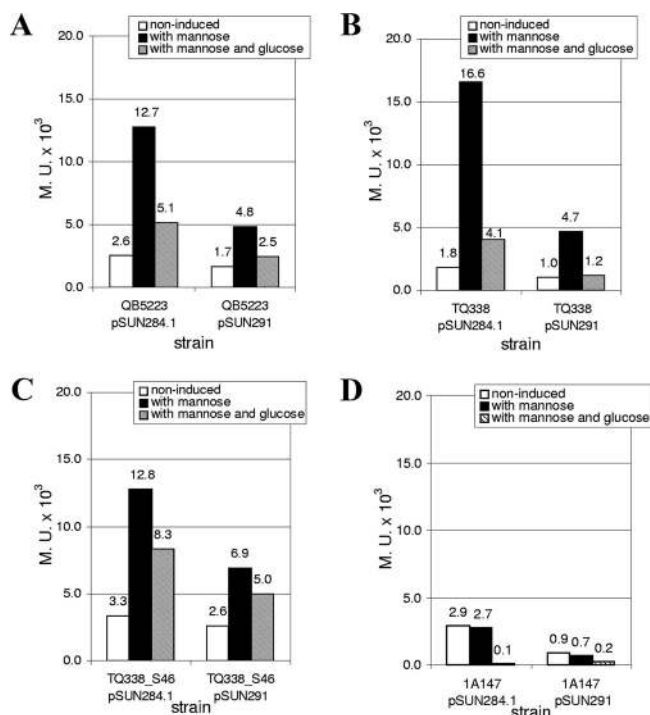 A
non-induced
with mannose
with mannose and glucose
20.0
15.0
10.0
5.0
0.0
M. U. x 10³
2.6
12.7
5.1
1.7
4.8
2.5
QB5223 QB5223
pSUN284.1 pSUN291
strain
B
non-induced
with mannose
with mannose and glucose
20.0
15.0
10.0
5.0
0.0
M. U. x 10³
1.8
16.6
4.1
1.0
4.7
1.2
TQ338 TQ338
pSUN284.1 pSUN291
strain
C
non-induced
with mannose
with mannose and glucose
20.0
15.0
10.0
5.0
0.0
M. U. x 10³
3.3
12.8
8.3
2.6
6.9
5.0
TQ338_S46 TQ338_S46
pSUN284.1 pSUN291
strain
D
non-induced
with mannose
with mannose and glucose
20.0
15.0
10.0
5.0
0.0
M. U. x 10³
2.9
2.7
0.1
0.9
0.7
0.2
1A147 1A147
pSUN284.1 pSUN291
strain